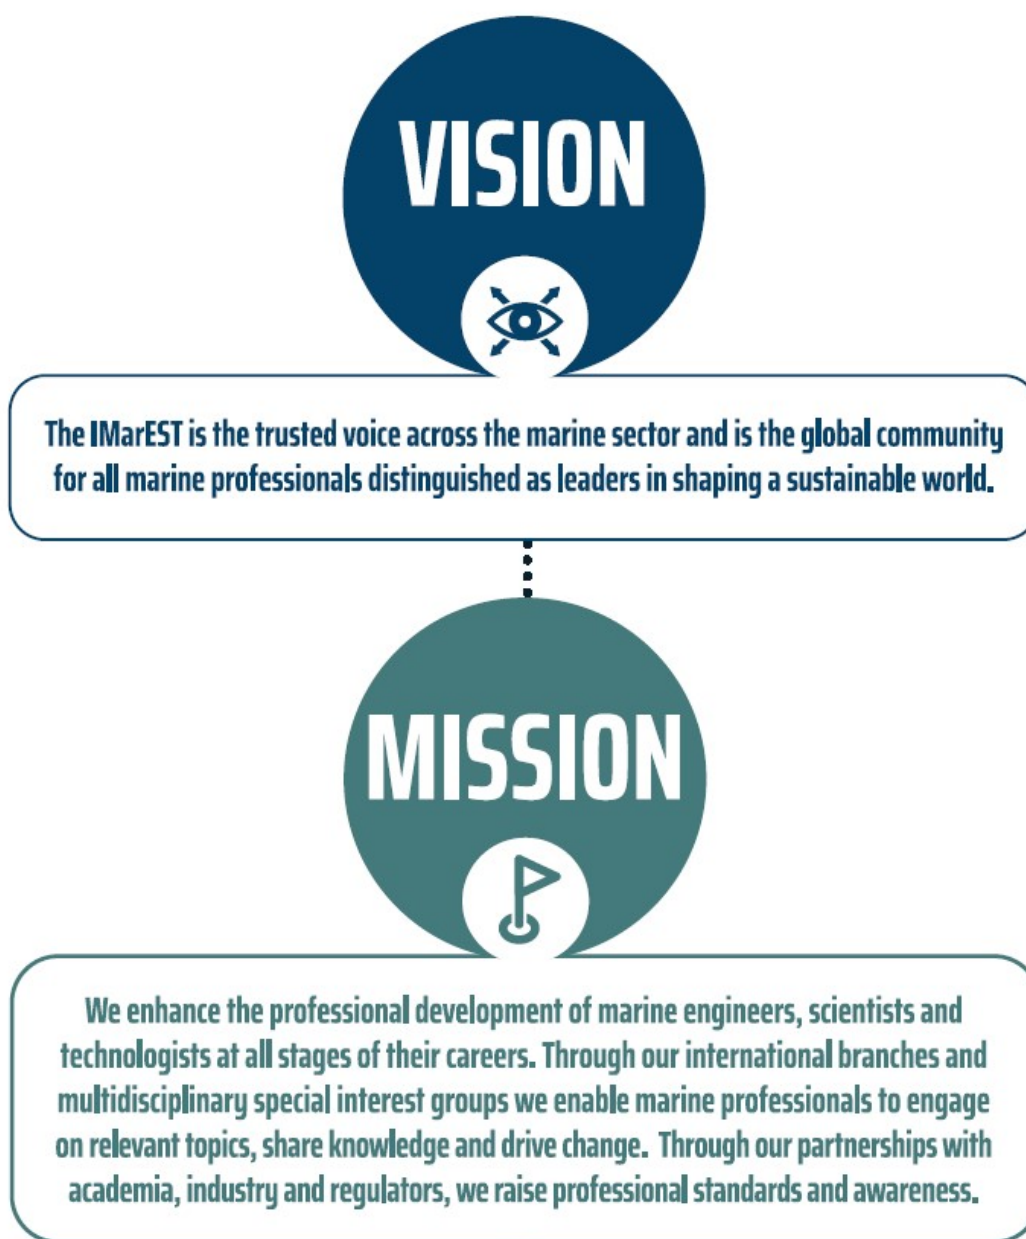 VISION
The IMarEST is the trusted voice across the marine sector and is the global community
for all marine professionals distinguished as leaders in shaping a sustainable world.
MISSION
We enhance the professional development of marine engineers, scientists and
technologists at all stages of their careers. Through our international branches and
multidisciplinary special interest groups we enable marine professionals to engage
on relevant topics, share knowledge and drive change. Through our partnerships with
academia, industry and regulators, we raise professional standards and awareness.